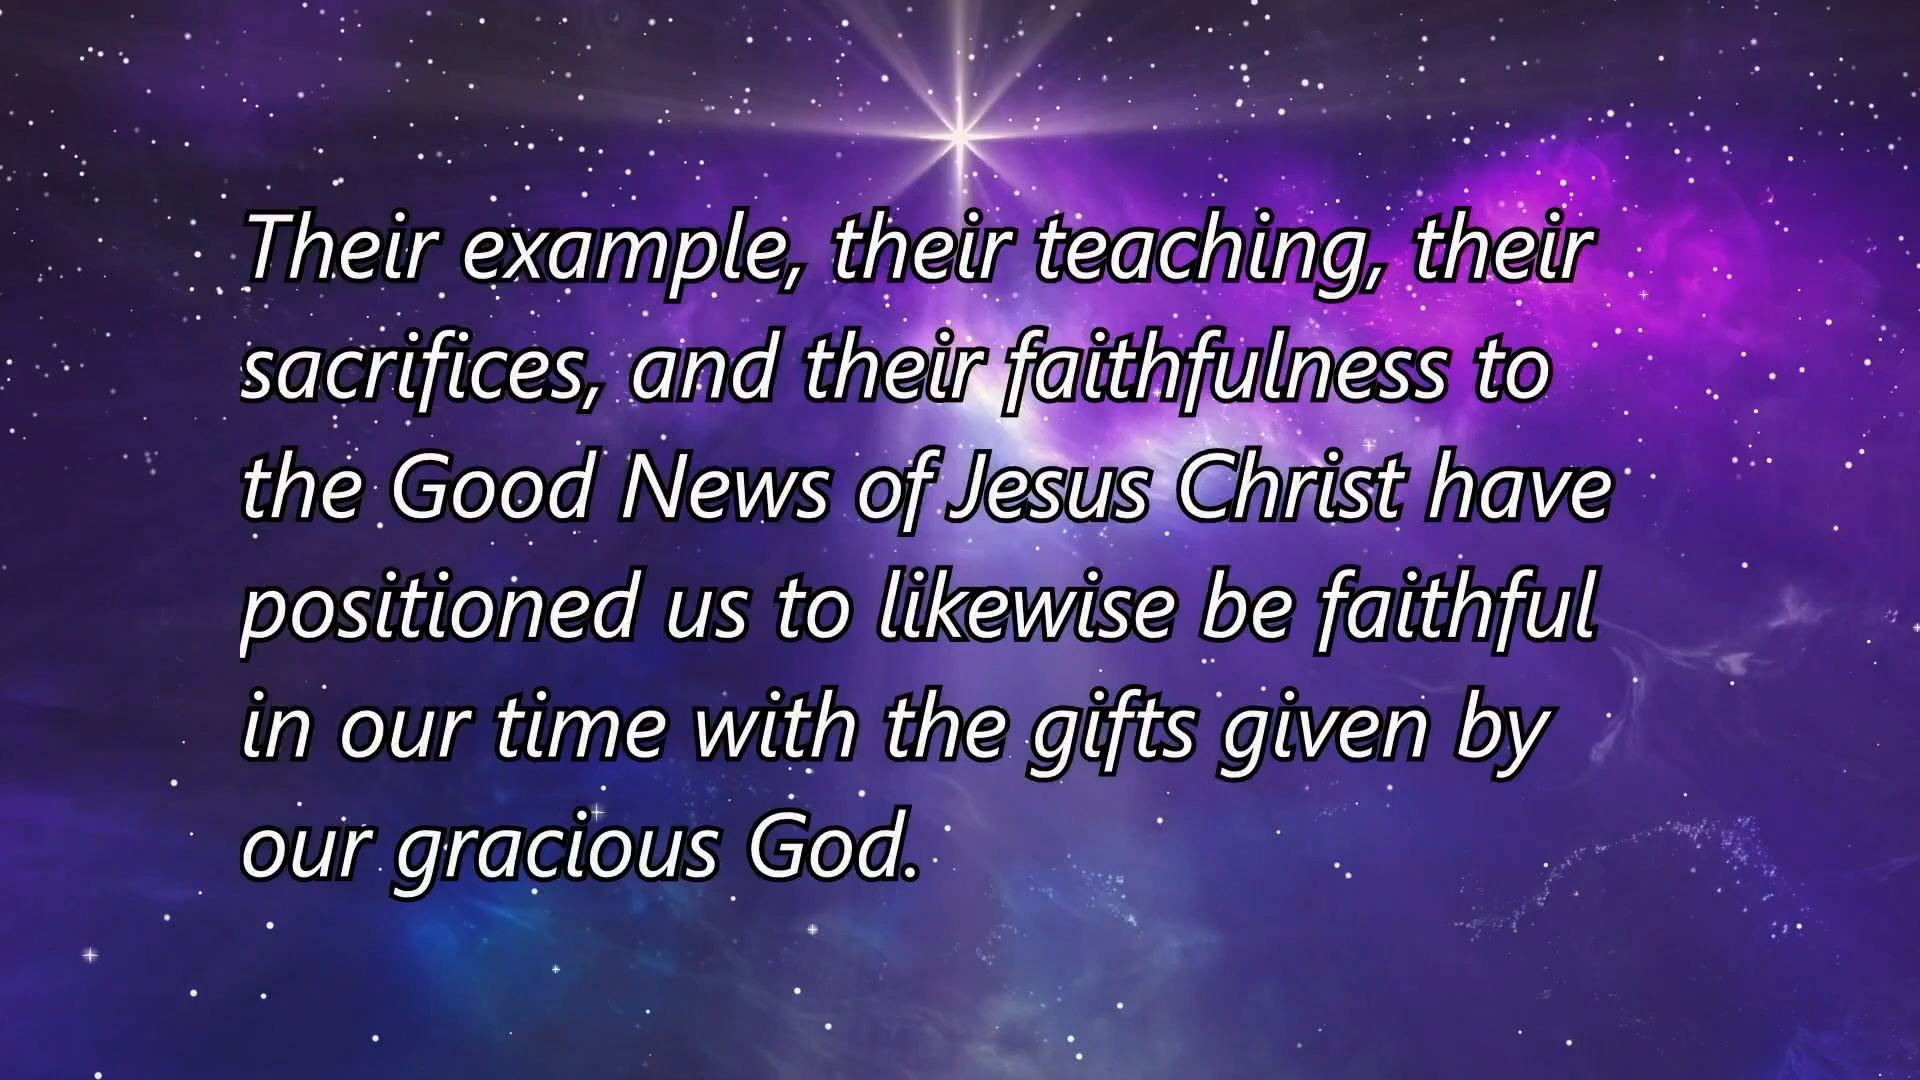 Their example, their teaching, their
sacrifices, and their faithfulness to
the Good News of Jesus Christ have
positioned us to likewise be faithful
in our time with the gifts given by
our gracious God.